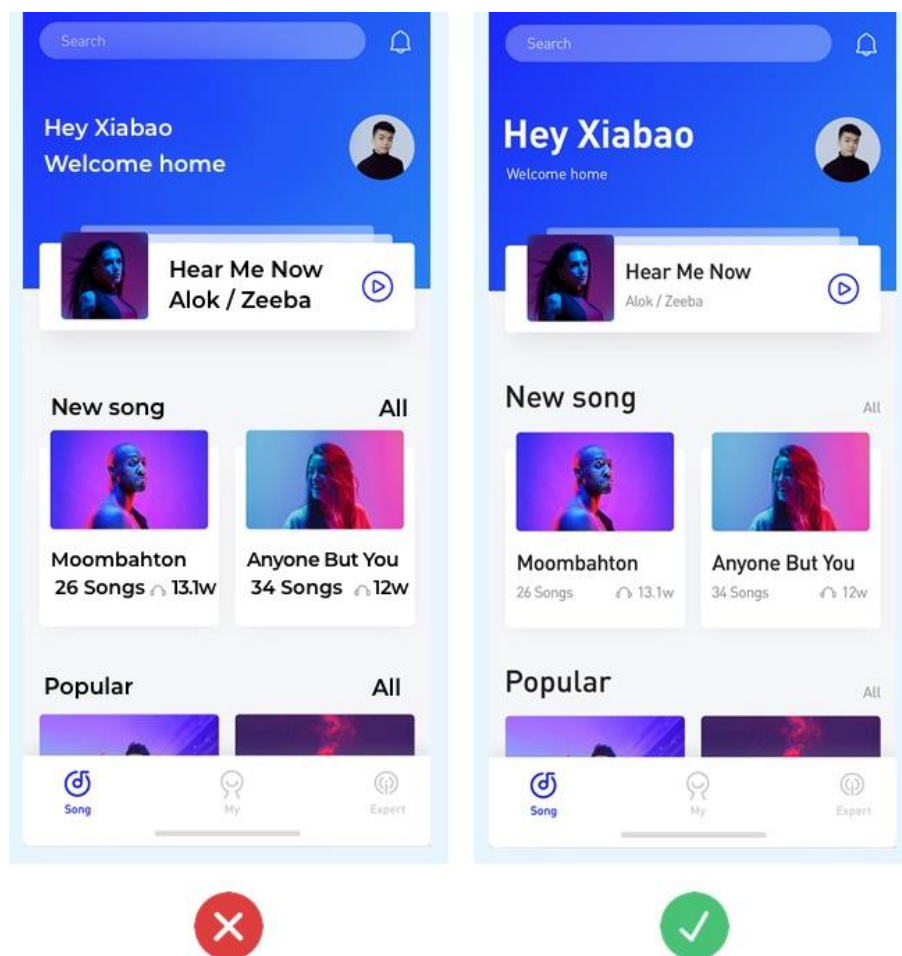 Search
Hey Xiabao
Welcome home
Hear Me Now
Alok / Zeeba
New song All
Moombahton Anyone But You
26 Songs 13.1w 34 Songs 12w
Popular All
Song My Expert
Search
Hey Xiabao
Welcome home
Hear Me Now
Alok / Zeeba
New song All
Moombahton Anyone But You
26 Songs 13.1w 34 Songs 12w
Popular All
Song My Expert